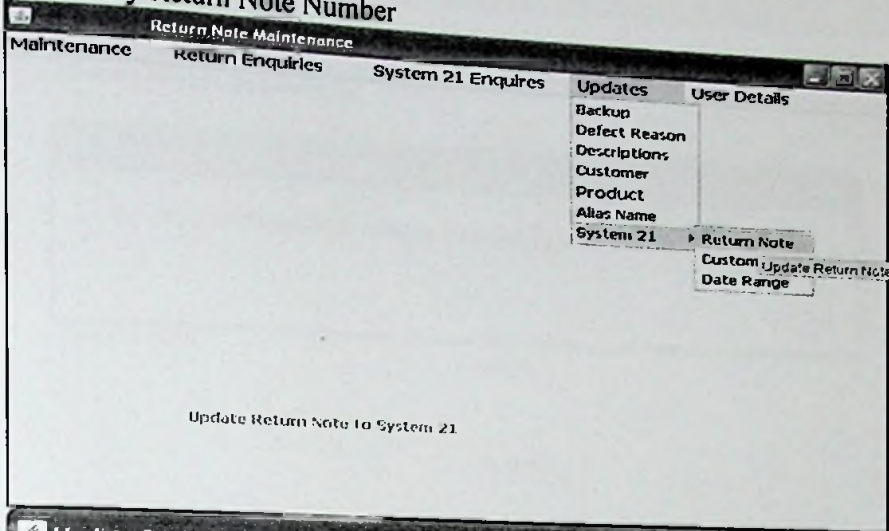 Return Note Number
Return Note Maintenance
Maintenance Return Enquiries System 21 Enquires Updates User Details
Backup
Defect Reason
Descriptions
Customer
Product
Alias Name
System 21 Return Note
Custom Update Return Note
Date Range
Update Return Note to System 21